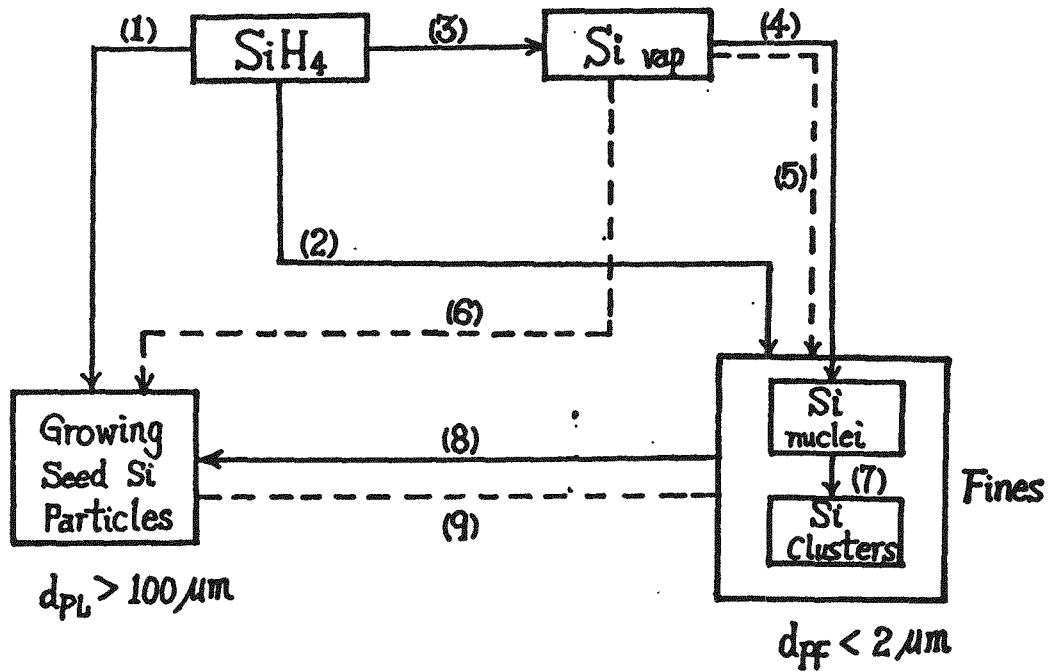 (1)
SiH4
(3)
Si vap
(4)
(5)
(2)
(6)
Growing
Seed Si
Particles
(8)
(9)
Si
nuclei
(7)
Si
Clusters
Fines
dPL > 100 μm
dPF < 2 μm